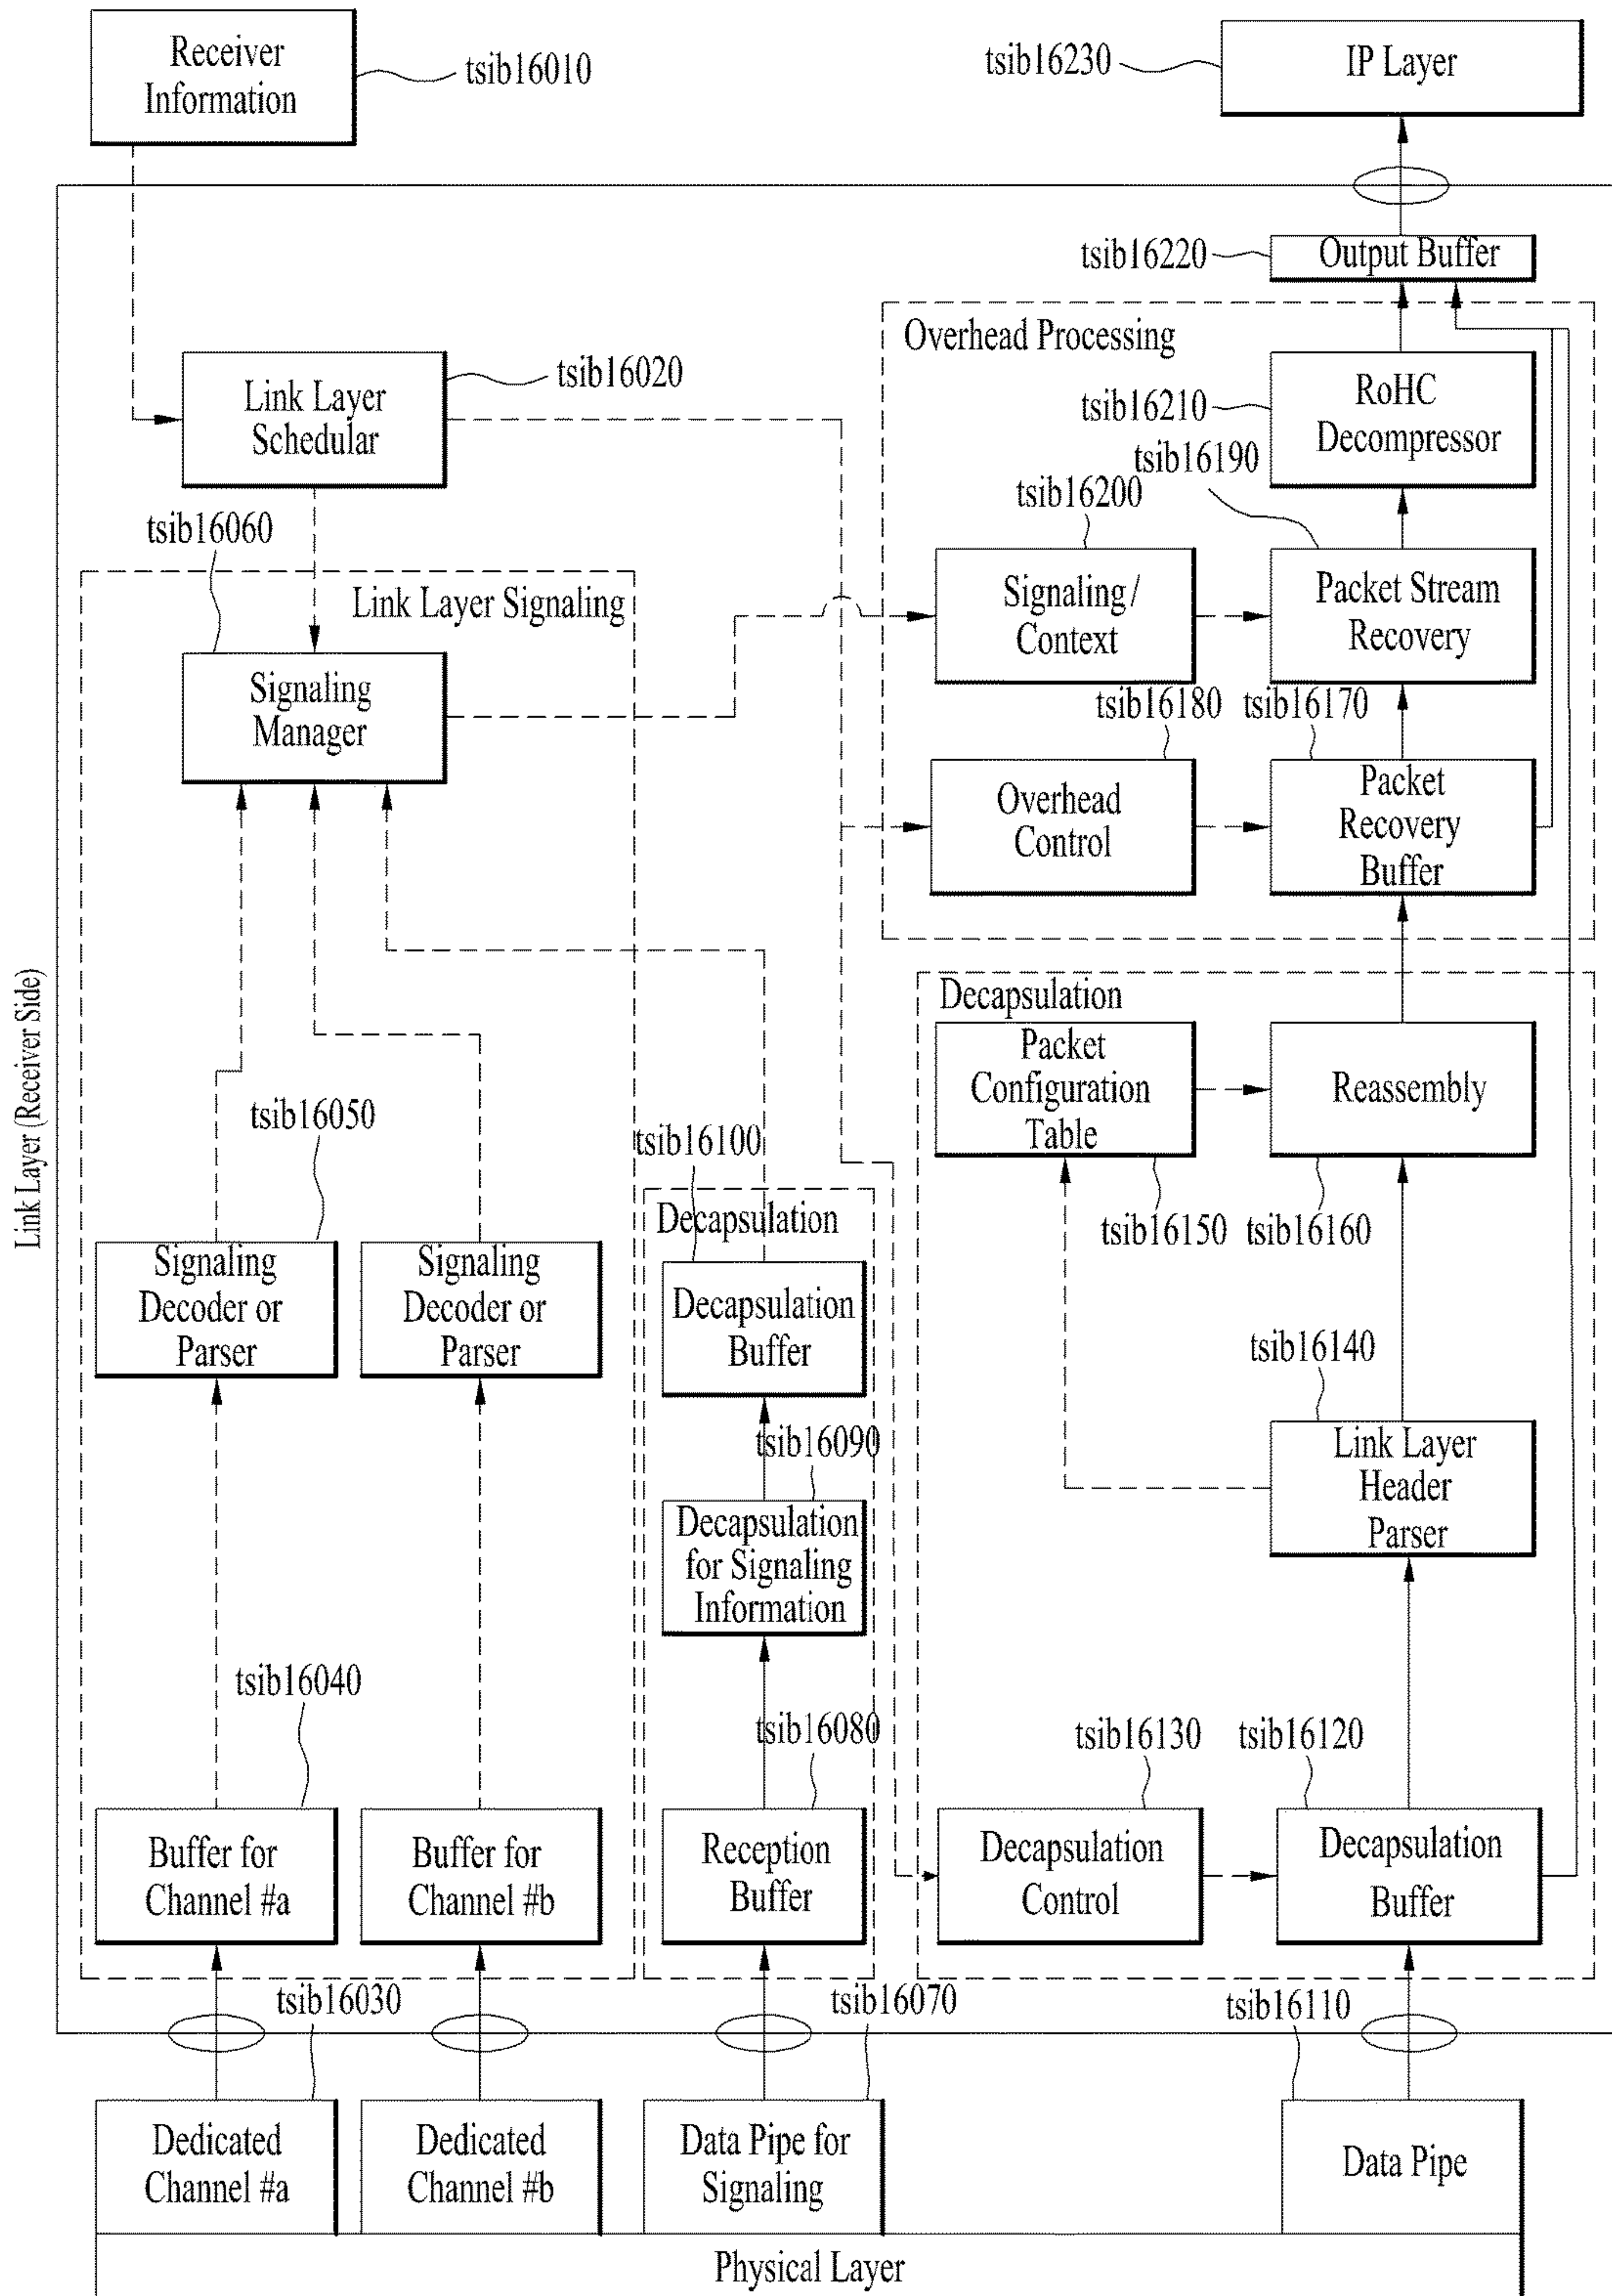 Receiver
Information
tsib16010
tsib16230
IP Layer
tsib16220
Output Buffer
Overhead Processing
Link Layer
Schedular
tsib16020
tsib16210
RoHC
Decompressor
tsib16190
tsib16200
tsib16060
Link Layer Signaling
Signaling/
Context
Packet Stream
Recovery
Signaling
Manager
tsib16180
tsib16170
Overhead
Control
Packet
Recovery
Buffer
Link Layer (Receiver Side)
Decapsulation
Packet
Configuration
Table
Reassembly
tsib16050
tsib16100
tsib16150
tsib16160
Decapsulation
Signaling
Decoder or
Parser
Signaling
Decoder or
Parser
Decapsulation
Buffer
tsib16140
tsib16090
Link Layer
Header
Parser
Decapsulation
for Signaling
Information
tsib16040
tsib16080
tsib16130
tsib16120
Buffer for
Channel #a
Buffer for
Channel #b
Reception
Buffer
Decapsulation
Control
Decapsulation
Buffer
tsib16030
tsib16070
tsib16110
Dedicated
Channel #a
Dedicated
Channel #b
Data Pipe for
Signaling
Data Pipe
Physical Layer